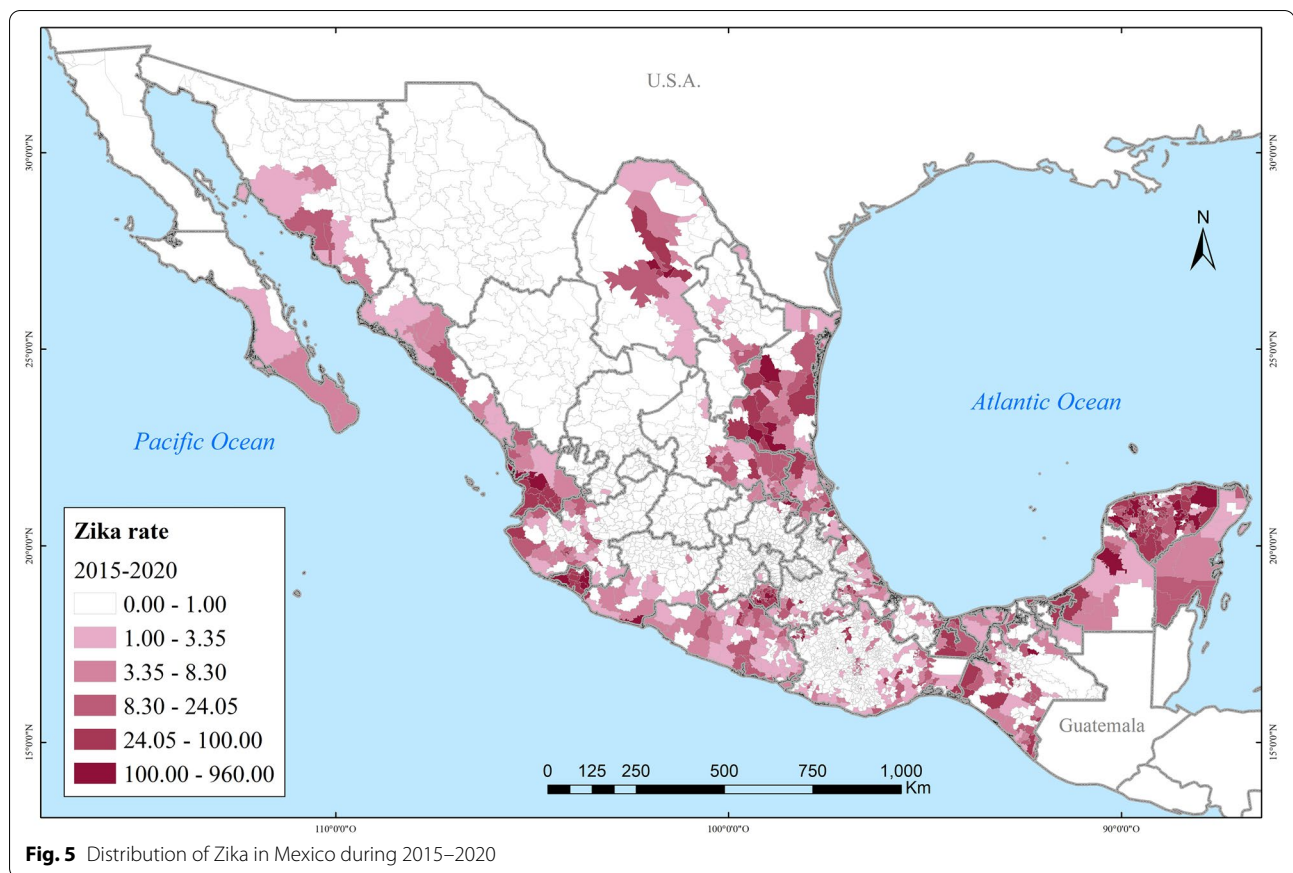 U.S.A.
N
30°0'0"N
30°0'0"N
25°0'0"N
25°0'0"N
Atlantic Ocean
Pacific Ocean
Zika rate
2015-2020
0.00 - 1.00
1.00 - 3.35
3.35 - 8.30
8.30 - 24.05
24.05 - 100.00
100.00 - 960.00
20°0'0"N
20°0'0"N
Guatemala
15°0'0"N
15°0'0"N
0 125 250 500 750 1,000
Km
110°0'0"O
100°0'0"O
90°0'0"O
Fig. 5 Distribution of Zika in Mexico during 2015–2020